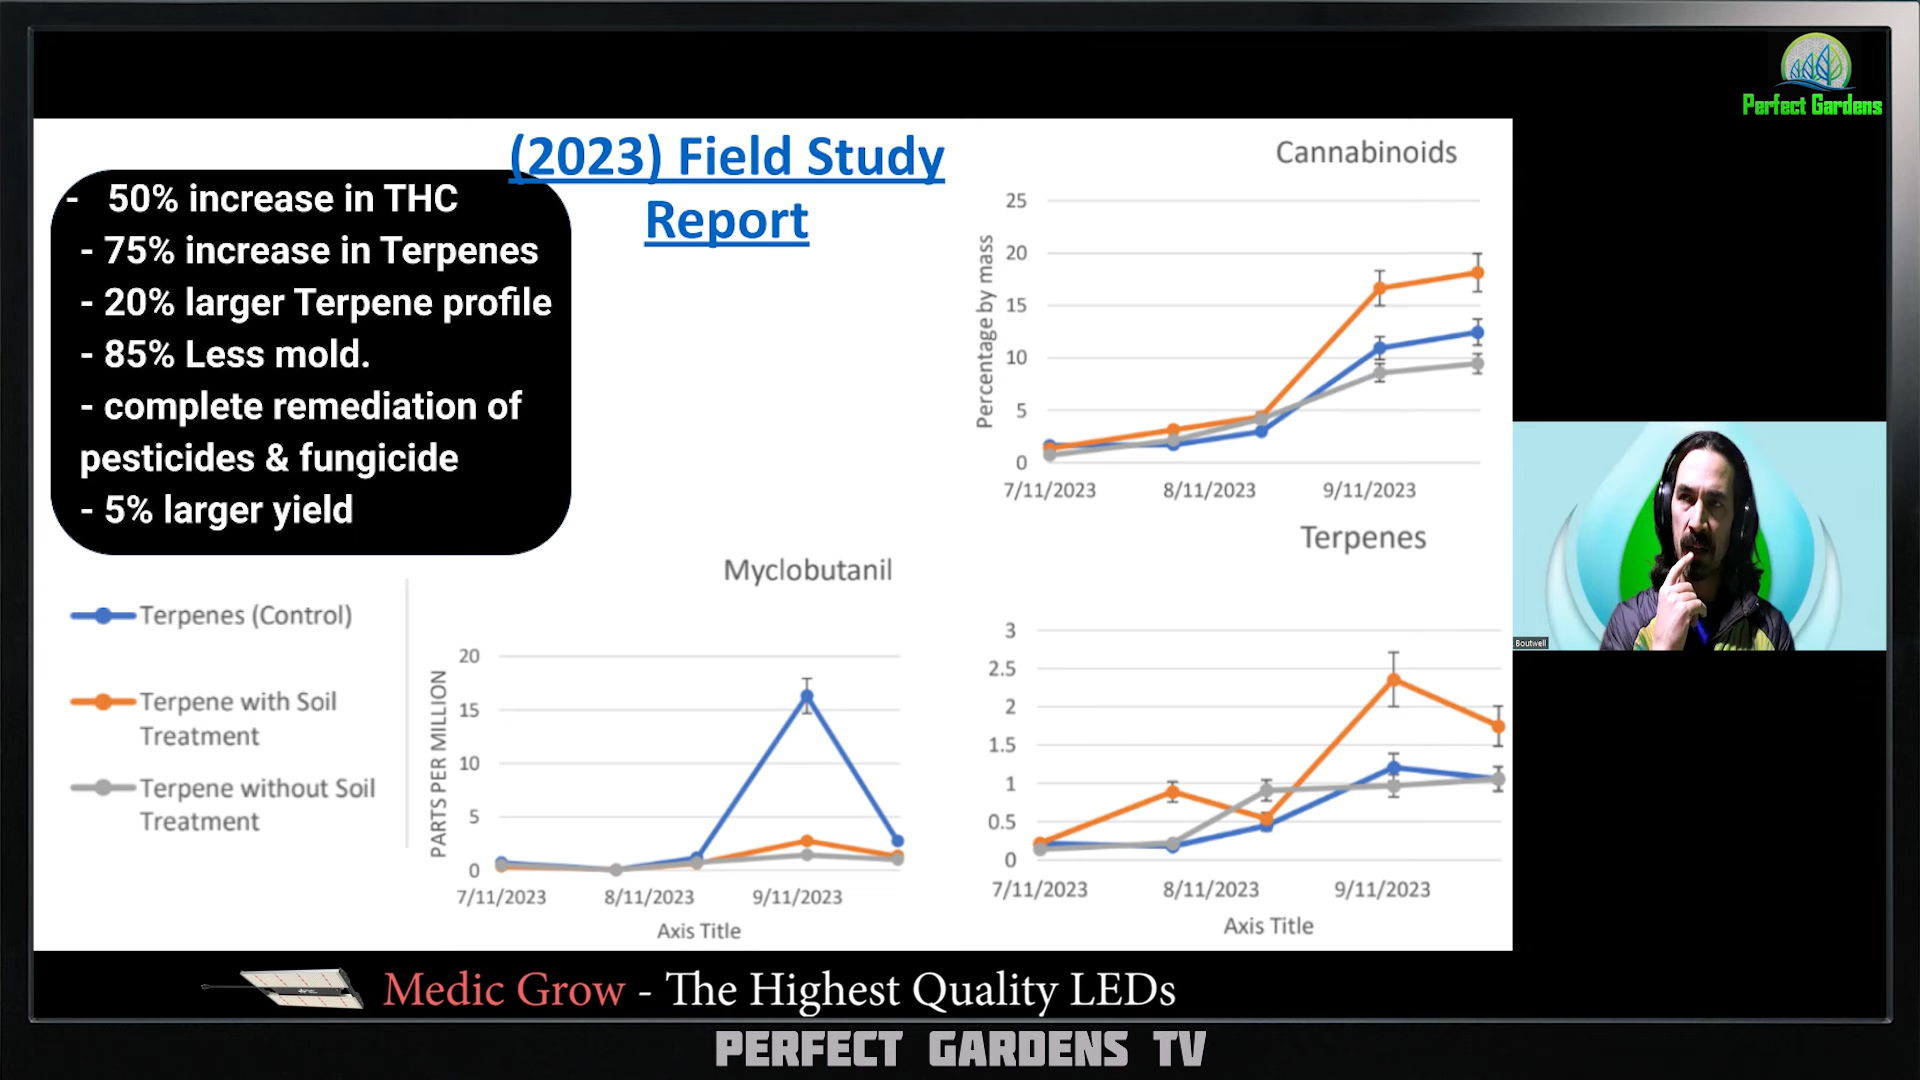 Perfect Gardens
(2023) Field Study
Report
- 50% increase in THC
- 75% increase in Terpenes
- 20% larger Terpene profile
- 85% Less mold.
- complete remediation of
pesticides & fungicide
- 5% larger yield
Cannabinoids
Percentage by mass
25
20
15
10
5
0
7/11/2023 8/11/2023 9/11/2023
Terpenes (Control)
Terpene with Soil
Treatment
Terpene without Soil
Treatment
Myclobutanil
PARTS PER MILLION
20
15
10
5
0
7/11/2023 8/11/2023 9/11/2023
Axis Title
Terpenes
3
2.5
2
1.5
1
0.5
0
7/11/2023 8/11/2023 9/11/2023
Axis Title
Boutwell
Medic Grow - The Highest Quality LEDs
PERFECT GARDENS TV